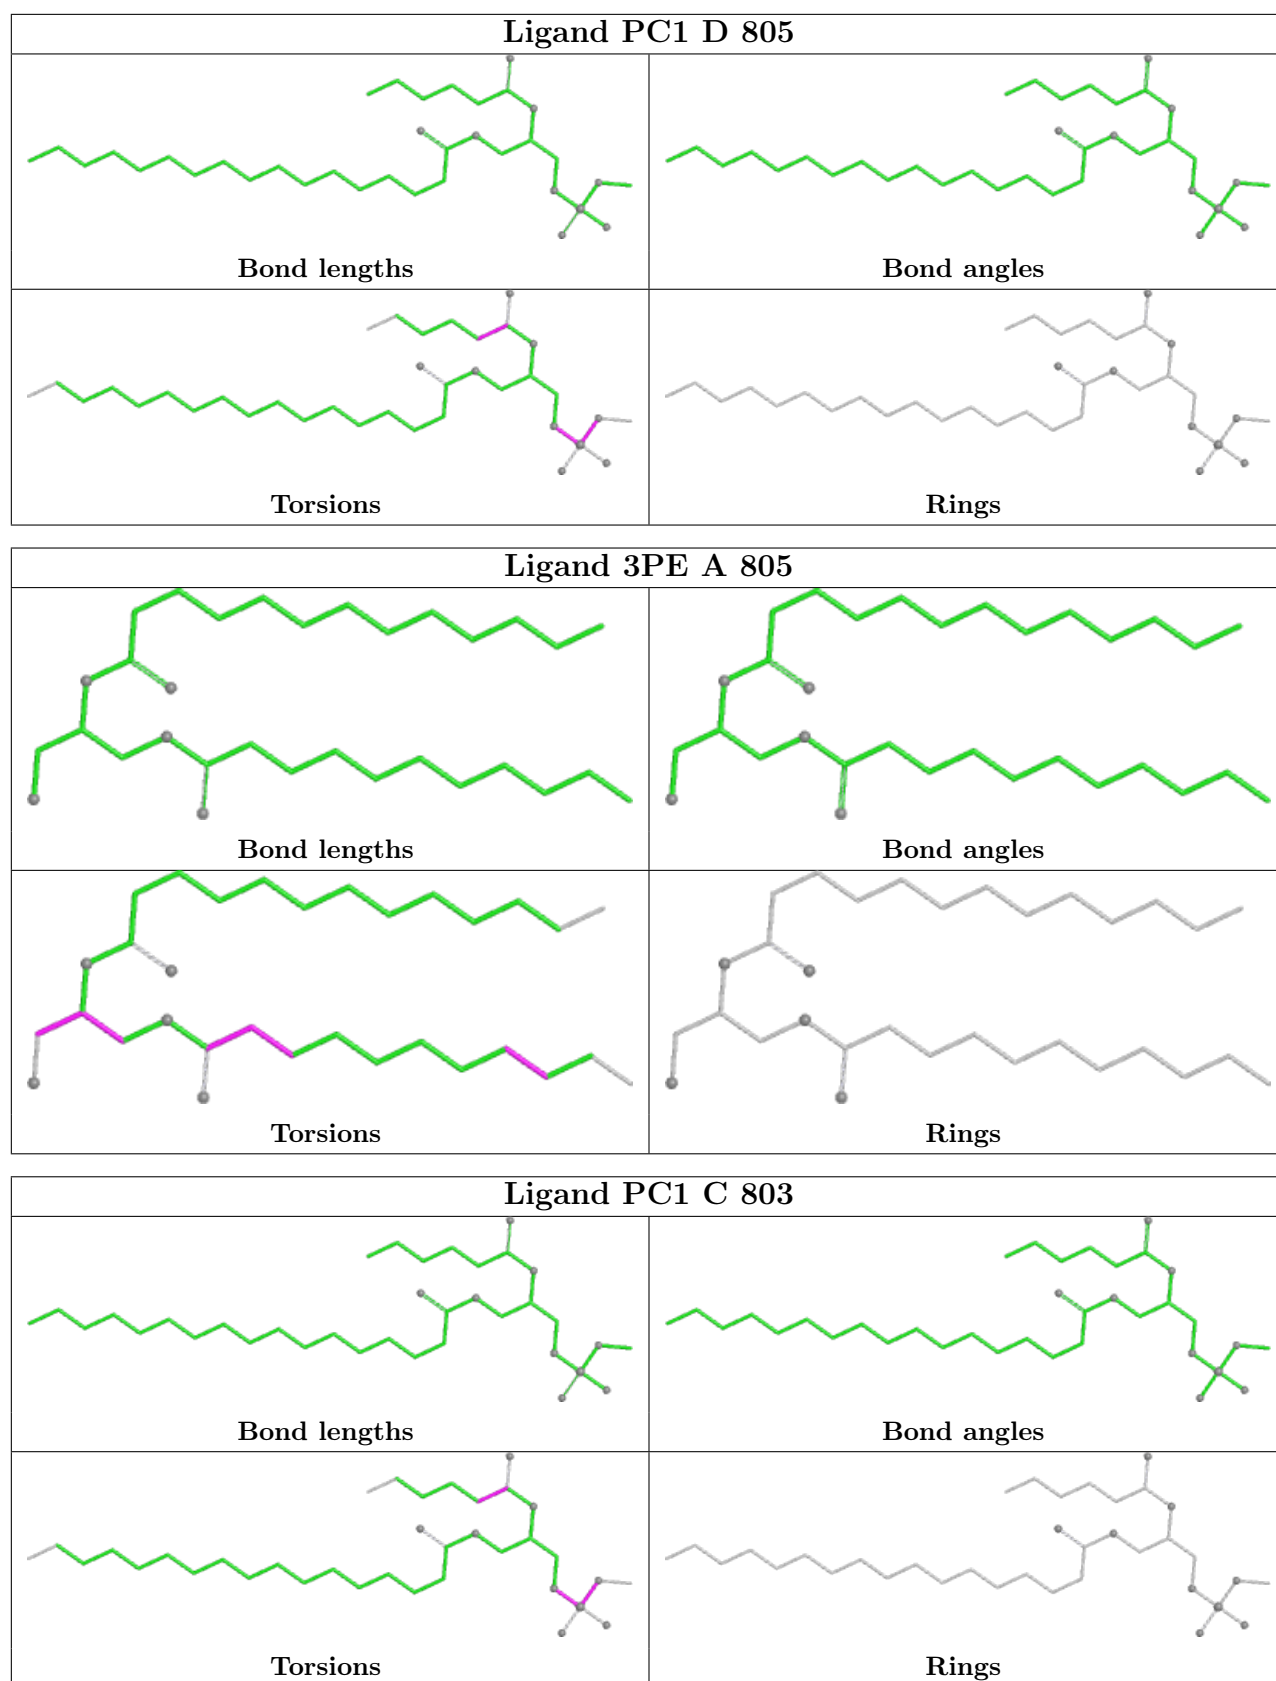 Ligand PC1 D 805
Bond lengths
Bond angles
Torsions
Rings
Ligand 3PE A 805
Bond lengths
Bond angles
Torsions
Rings
Ligand PC1 C 803
Bond lengths
Bond angles
Torsions
Rings